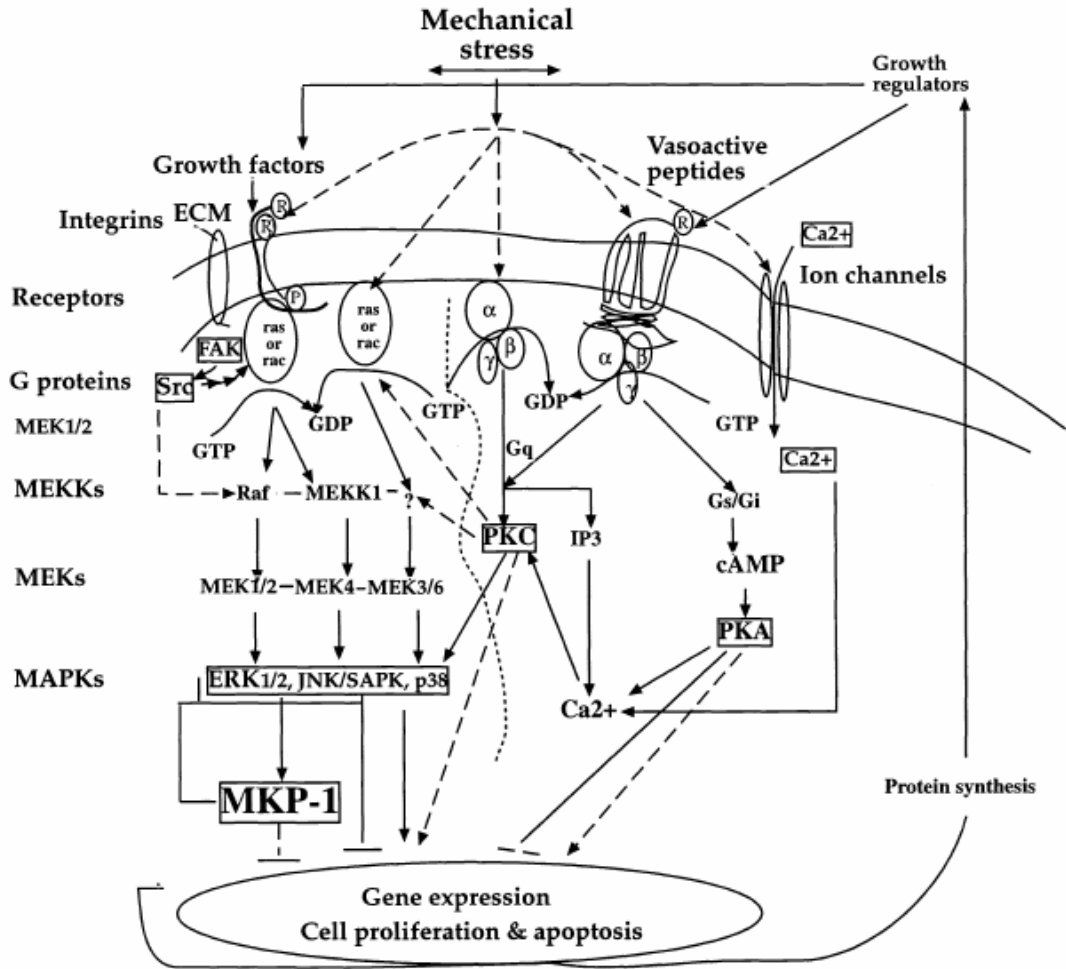 Mechanical
stress
Growth
regulators
Growth factors
Vasoactive
peptides
Integrins ECM
R
R
R
Ca2+
Ion channels
Receptors
P
ras
or
rac
ras
or
rac
α
β
γ
α
β
γ
FAK
Src
G proteins
GTP
GDP
GTP
GDP
GTP
MEK1/2
Gq
Ca2+
MEKKs
Raf – MEKK1 – ?
Gs/Gi
PKC
IP3
cAMP
MEKs
MEK1/2–MEK4–MEK3/6
PKA
MAPKs
ERK1/2, JNK/SAPK, p38
Ca2+
MKP-1
Protein synthesis
Gene expression
Cell proliferation & apoptosis